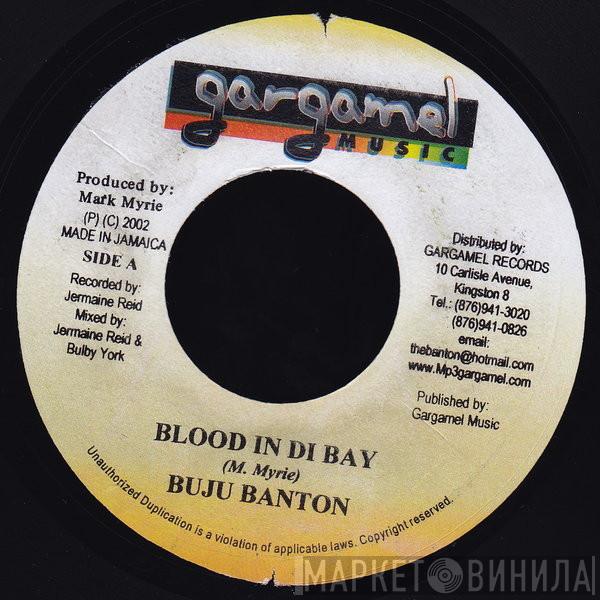 gargamel
MUSIC
Produced by:
Mark Myrie
(P) (C) 2002
MADE IN JAMAICA
SIDE A
Recorded by:
Jermaine Reid
Mixed by:
Jermaine Reid &
Bulby York
Distributed by:
GARGAMEL RECORDS
10 Carlisle Avenue,
Kingston 8
Tel.: (876)941-3020
(876)941-0826
email:
thebanton@hotmail.com
www.Mp3gargamel.com
Published by:
Gargamel Music
BLOOD IN DI BAY
(M. Myrie)
BUJU BANTON
Unauthorized Duplication is a violation of applicable laws. Copyright reserved.
МАРКЕТ ВИНИЛА